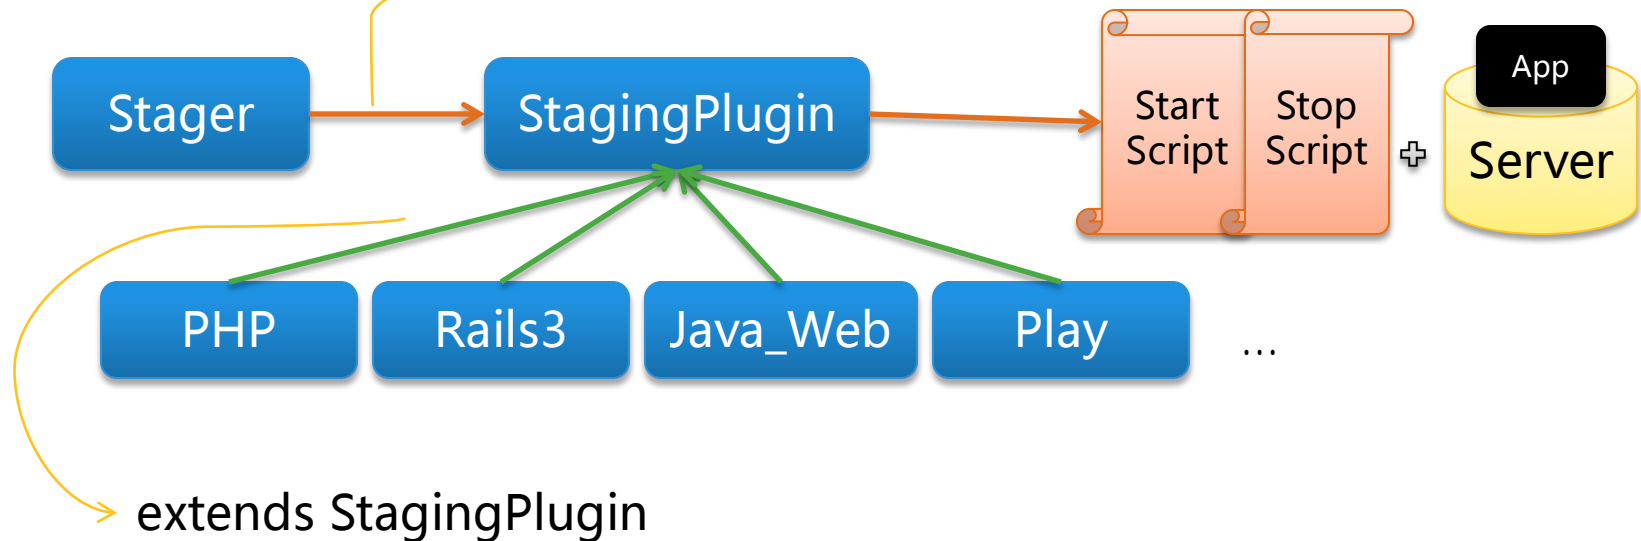 Stager
StagingPlugin
Start
Script
Stop
Script
App
Server
PHP
Rails3
Java_Web
Play
...
extends StagingPlugin